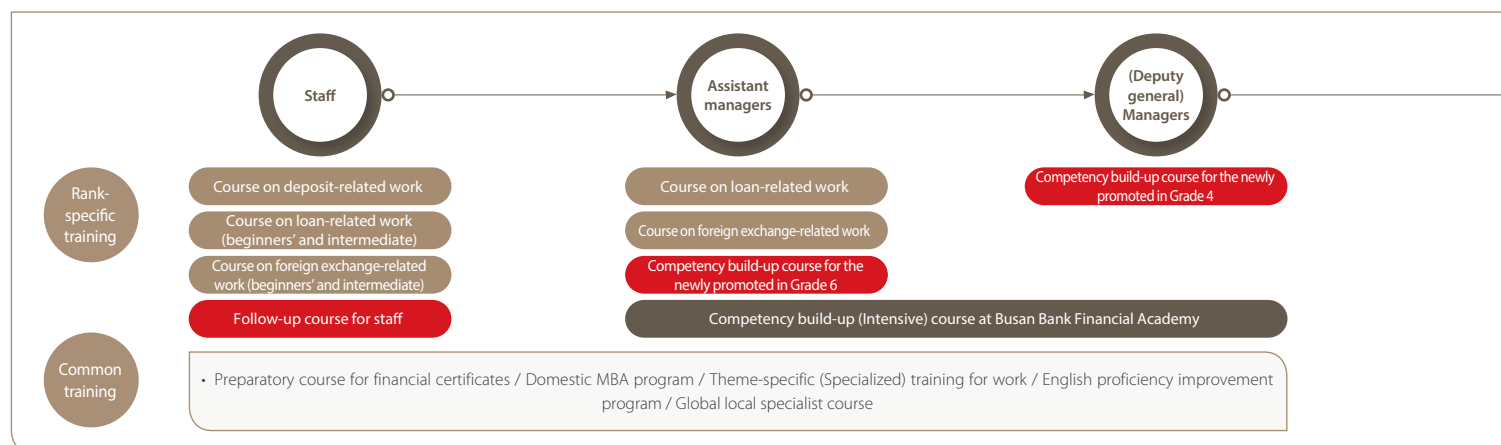 Staff
Assistant
managers
(Deputy
general)
Managers
Rank-
specific
training
Course on deposit-related work
Course on loan-related work
(beginners’ and intermediate)
Course on foreign exchange-related
work (beginners’ and intermediate)
Follow-up course for staff
Course on loan-related work
Course on foreign exchange-related work
Competency build-up course for the
newly promoted in Grade 6
Competency build-up course for the newly
promoted in Grade 4
Competency build-up (Intensive) course at Busan Bank Financial Academy
Common
training
• Preparatory course for financial certificates / Domestic MBA program / Theme-specific (Specialized) training for work / English proficiency improvement
program / Global local specialist course